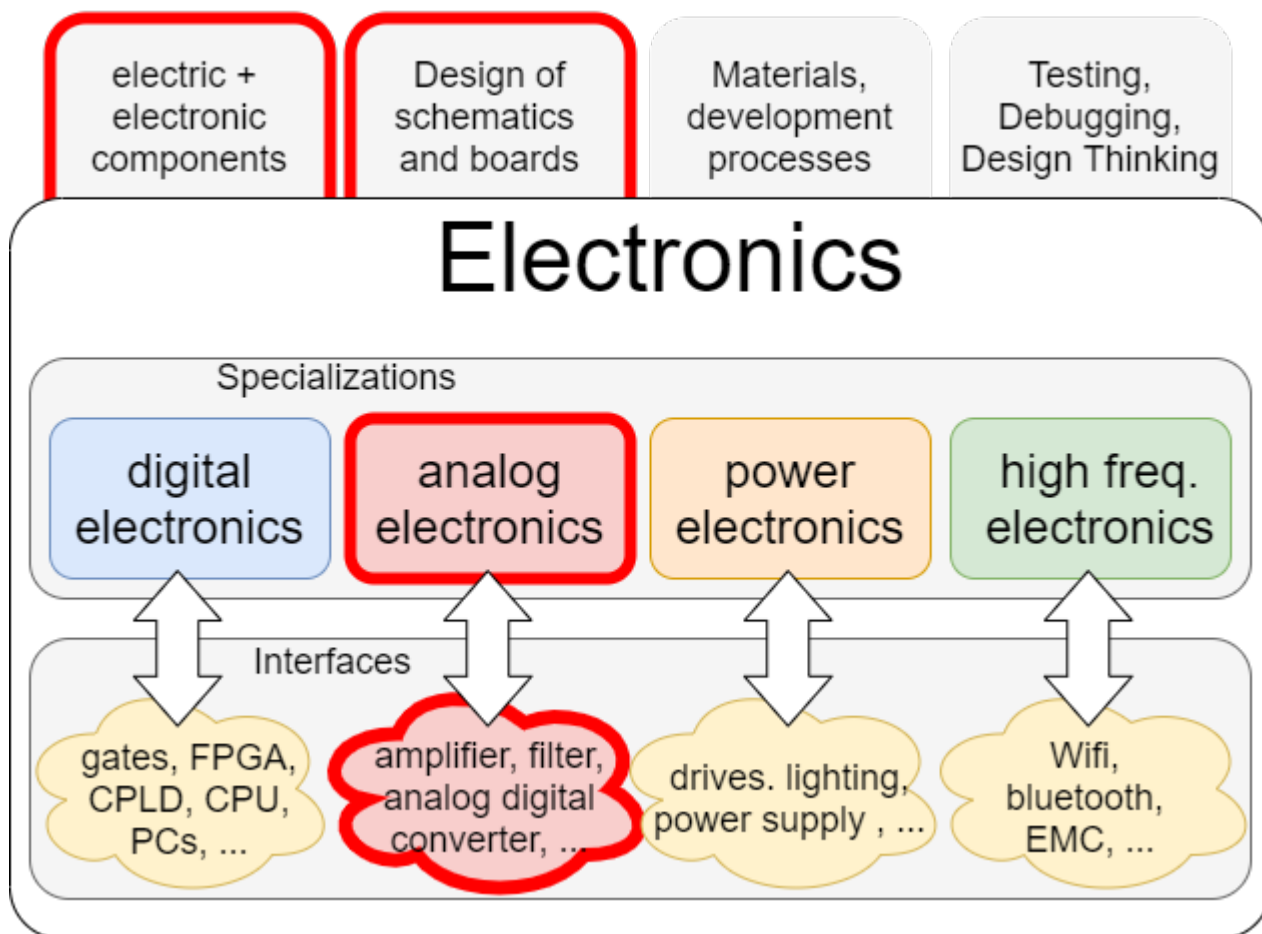 electric +
electronic
components
Design of
schematics
and boards
Materials,
development
processes
Testing,
Debugging,
Design Thinking
Electronics
Specializations
digital
electronics
analog
electronics
power
electronics
high freq.
electronics
Interfaces
gates, FPGA,
CPLD, CPU,
PCs, ...
amplifier, filter,
analog digital
converter, ...
drives. lighting,
power supply , ...
Wifi,
bluetooth,
EMC, ...